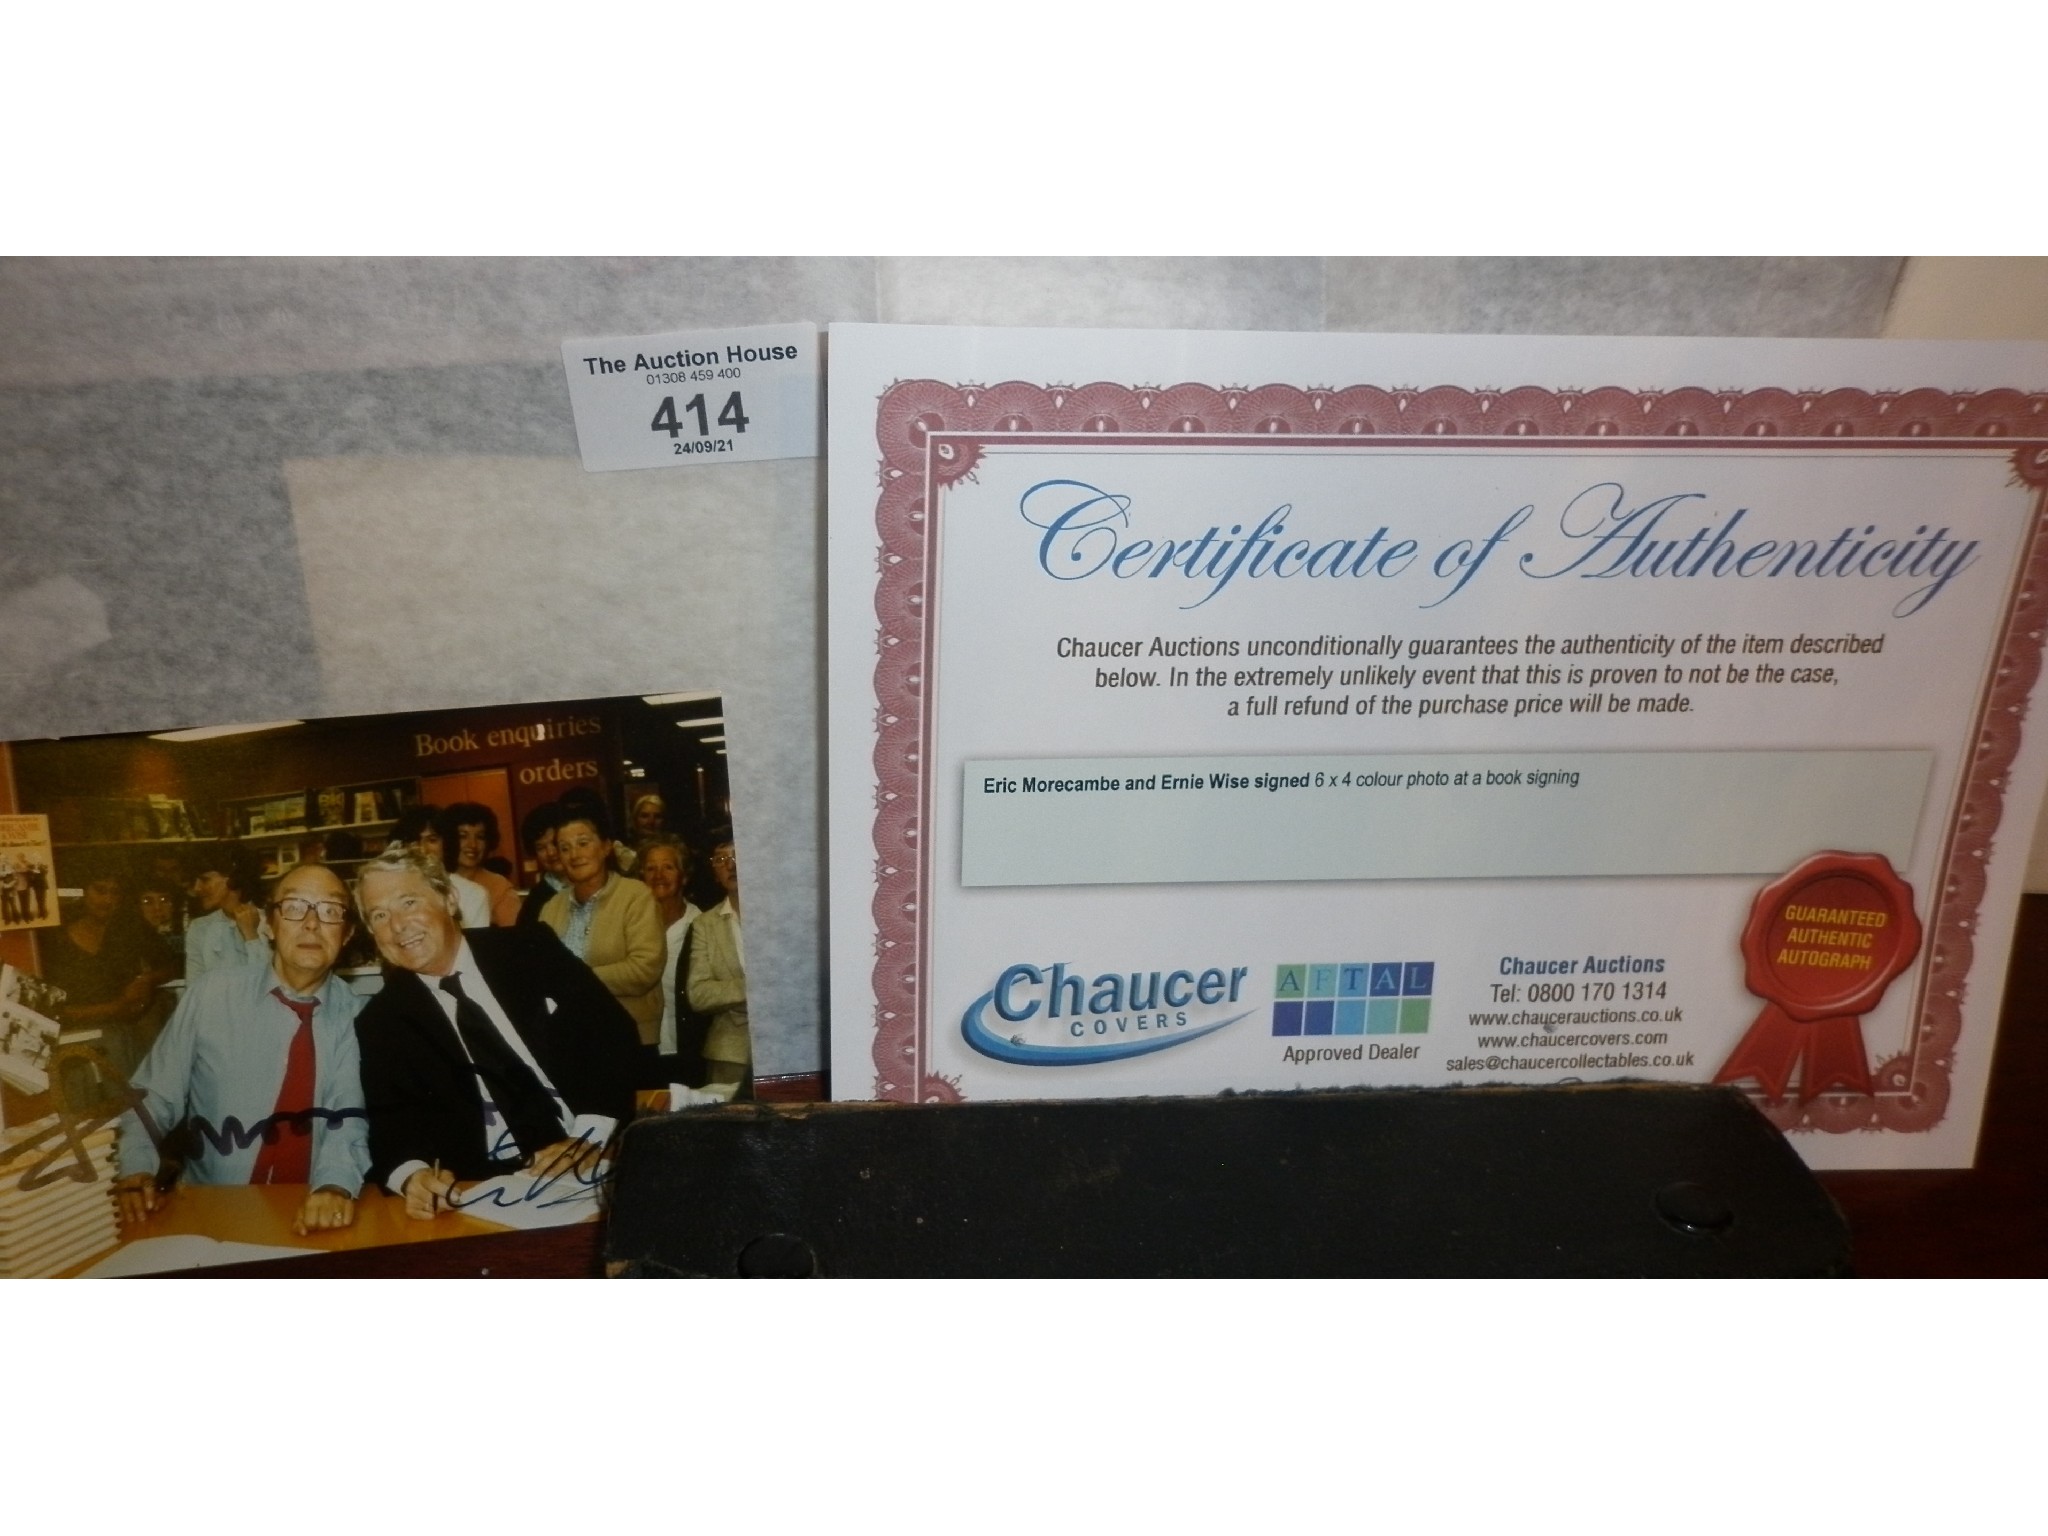 The Auction House
01308 459 400
414
24/09/21
Book enquiries
orders
Certificate of Authenticity
Chaucer Auctions unconditionally guarantees the authenticity of the item described
below. In the extremely unlikely event that this is proven to not be the case,
a full refund of the purchase price will be made.
Eric Morecambe and Ernie Wise signed 6 x 4 colour photo at a book signing
GUARANTEED
AUTHENTIC
AUTOGRAPH
Chaucer
COVERS
AFTAL
Approved Dealer
Chaucer Auctions
Tel: 0800 170 1314
www.chaucerauctions.co.uk
www.chaucercovers.com
sales@chaucercollectables.co.uk